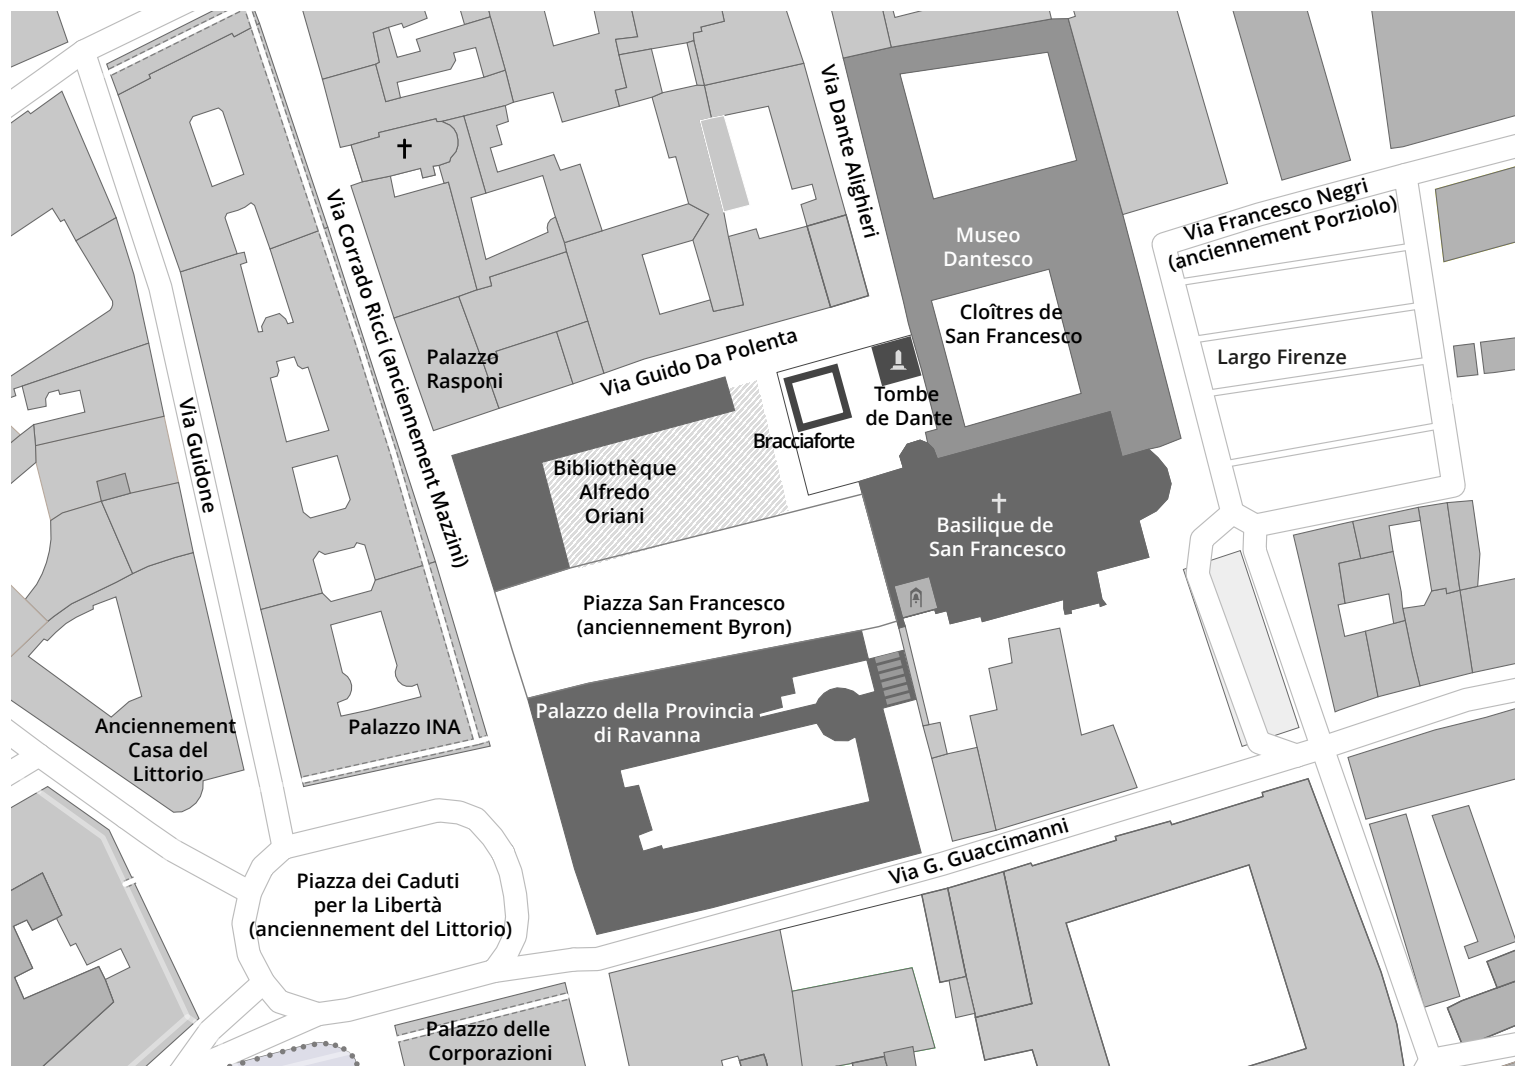 Via Dante Alighieri
Via Corrado Ricci (anciennement Mazzini)
Via Francesco Negri
(anciennement Porziolo)
Museo
Dantesco
Cloîtres de
San Francesco
Largo Firenze
Palazzo
Rasponi
Via Guido Da Polenta
Tombe
de Dante
Bracciaforte
Via Guidone
Bibliothèque
Alfredo
Oriani
Basilique de
San Francesco
Piazza San Francesco
(anciennement Byron)
Palazzo della Provincia
di Ravanna
Anciennement
Casa del
Littorio
Palazzo INA
Via G. Guaccimanni
Piazza dei Caduti
per la Libertà
(anciennement del Littorio)
Palazzo delle
Corporazioni